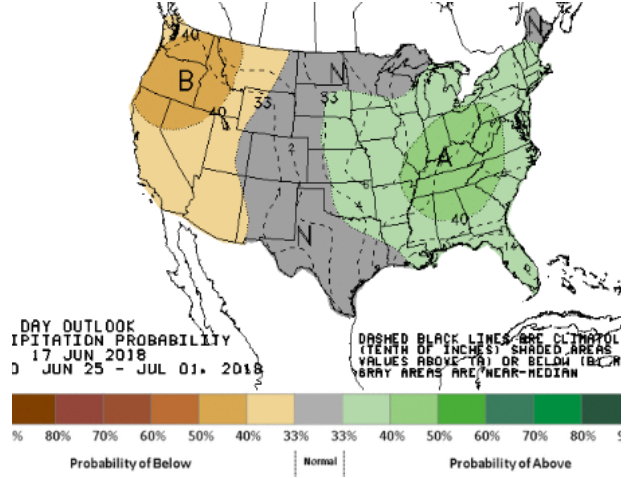 40
B
N
N
33
33
40
2
A
1
N
40
DAY OUTLOOK
IPITATION PROBABILITY
17 JUN 2018
JUN 25 - JUL 01, 2018
DASHED BLACK LINES ARE CLIMATOL
(TENTH OF INCHES) SHADED AREAS
VALUES ABOVE (A) OR BELOW (B)
GRAY AREAS ARE NEAR-MEDIAN
% 80% 70% 60% 50% 40% 33% 33% 40% 50% 60% 70% 80% 9
Probability of Below Normal Probability of Above